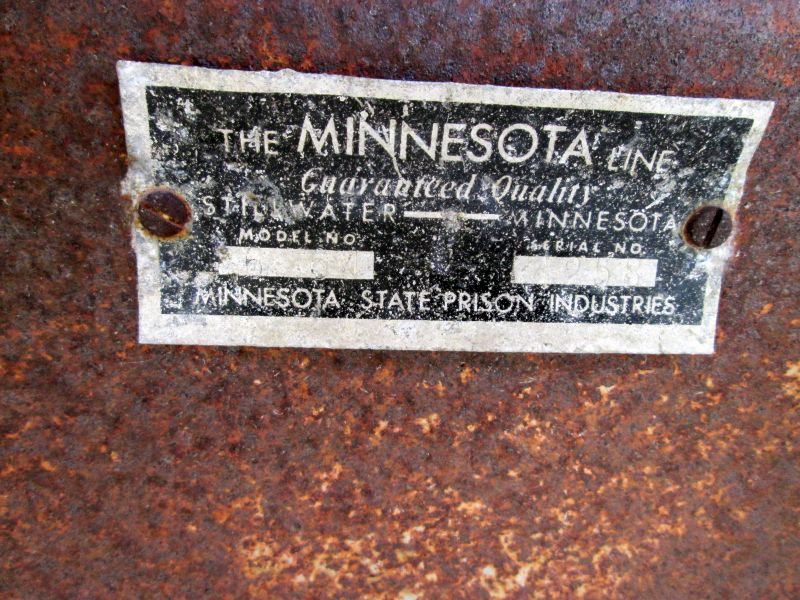 THE MINNESOTA LINE
Guaranteed Quality
STILLWATER — MINNESOTA
MODEL NO. SERIAL NO.
MINNESOTA STATE PRISON INDUSTRIES